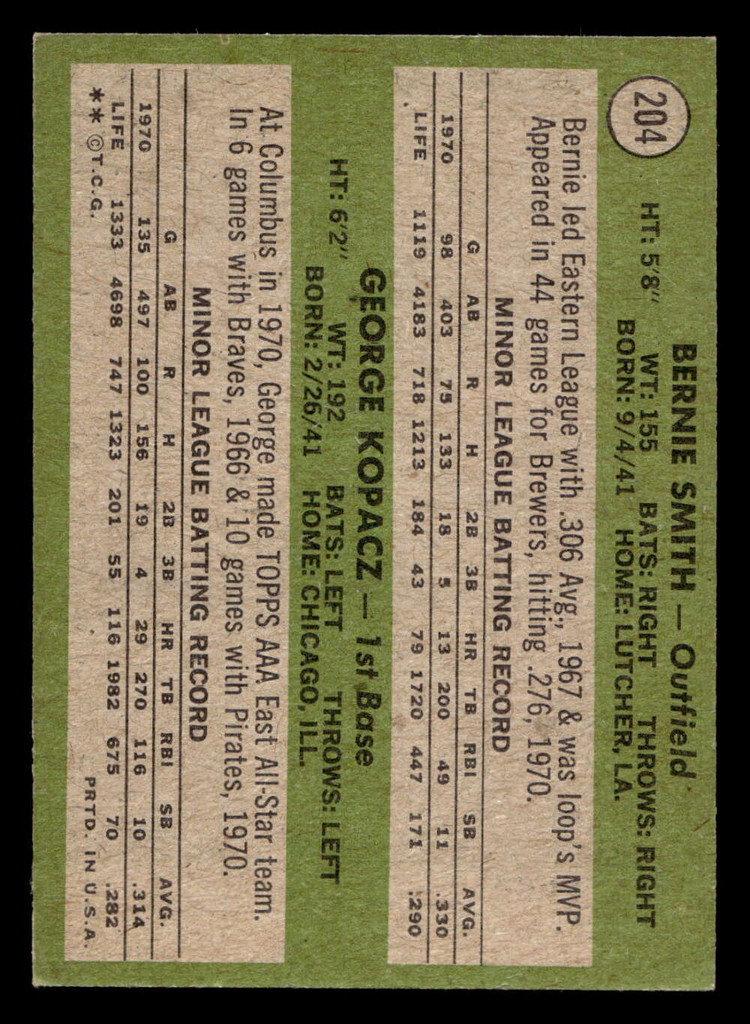 204
BERNIE SMITH — Outfield
HT: 5'8" WT: 155 BATS: RIGHT THROWS: RIGHT
BORN: 9/4/41 HOME: LUTCHER, LA.
Bernie led Eastern League with .306 Avg., 1967 & was loop's MVP.
Appeared in 44 games for Brewers, hitting .276, 1970.
MINOR LEAGUE BATTING RECORD
G AB R H 2B 3B HR TB RBI SB AVG.
1970 98 403 75 133 18 5 13 200 49 11 .330
LIFE 1119 4183 718 1213 184 43 79 1720 447 171 .290
GEORGE KOPACZ — 1st Base
HT: 6'2" WT: 192 BATS: LEFT THROWS: LEFT
BORN: 2/26/41 HOME: CHICAGO, ILL.
At Columbus in 1970, George made TOPPS AAA East All-Star team.
In 6 games with Braves, 1966 & 10 games with Pirates, 1970.
MINOR LEAGUE BATTING RECORD
G AB R H 2B 3B HR TB RBI SB AVG.
1970 135 497 100 156 19 4 29 270 116 10 .314
LIFE 1333 4698 747 1323 201 55 116 1982 675 70 .282
** ©T.C.G. PRTD. IN U.S.A.